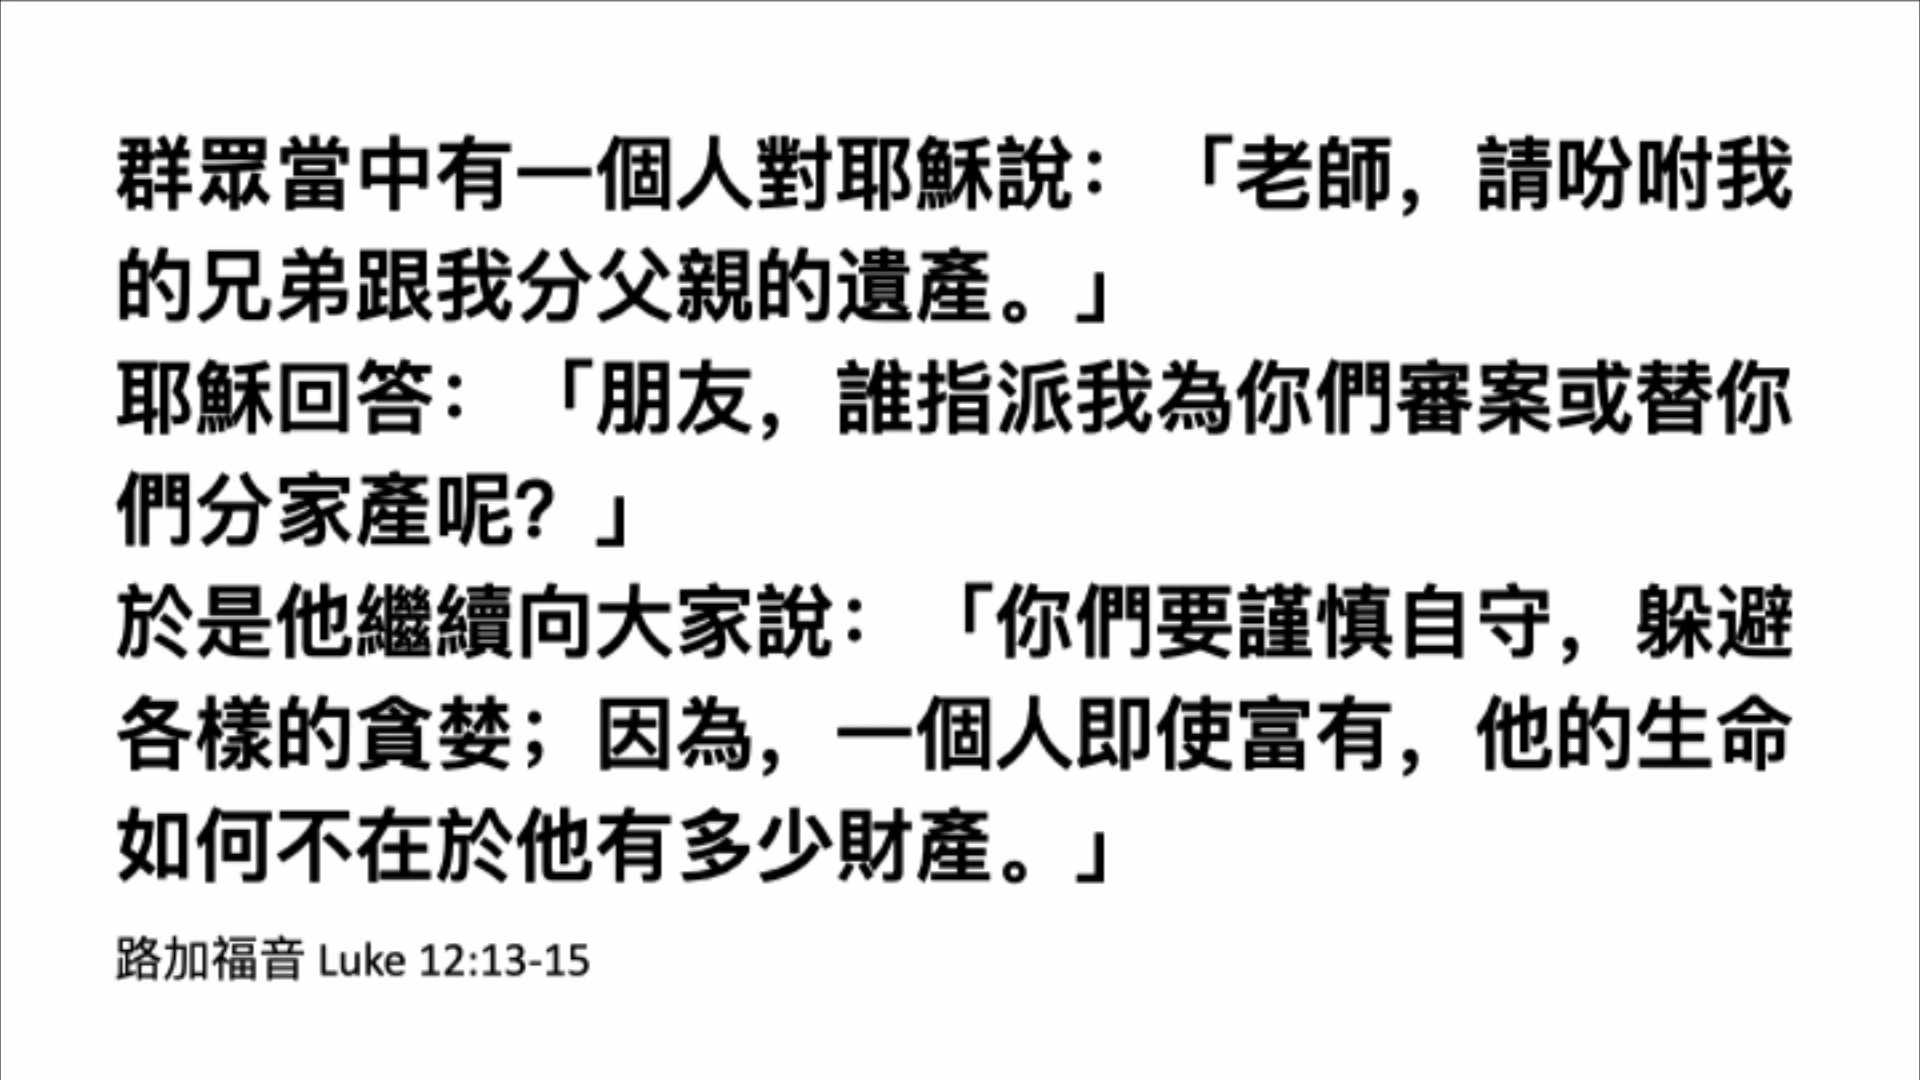 群眾當中有一個人對耶穌說：「老師，請吩咐我
的兄弟跟我分父親的遺產。」
耶穌回答：「朋友，誰指派我為你們審案或替你
們分家產呢？」
於是他繼續向大家說：「你們要謹慎自守，躲避
各樣的貪婪；因為，一個人即使富有，他的生命
如何不在於他有多少財產。」
路加福音 Luke 12:13-15